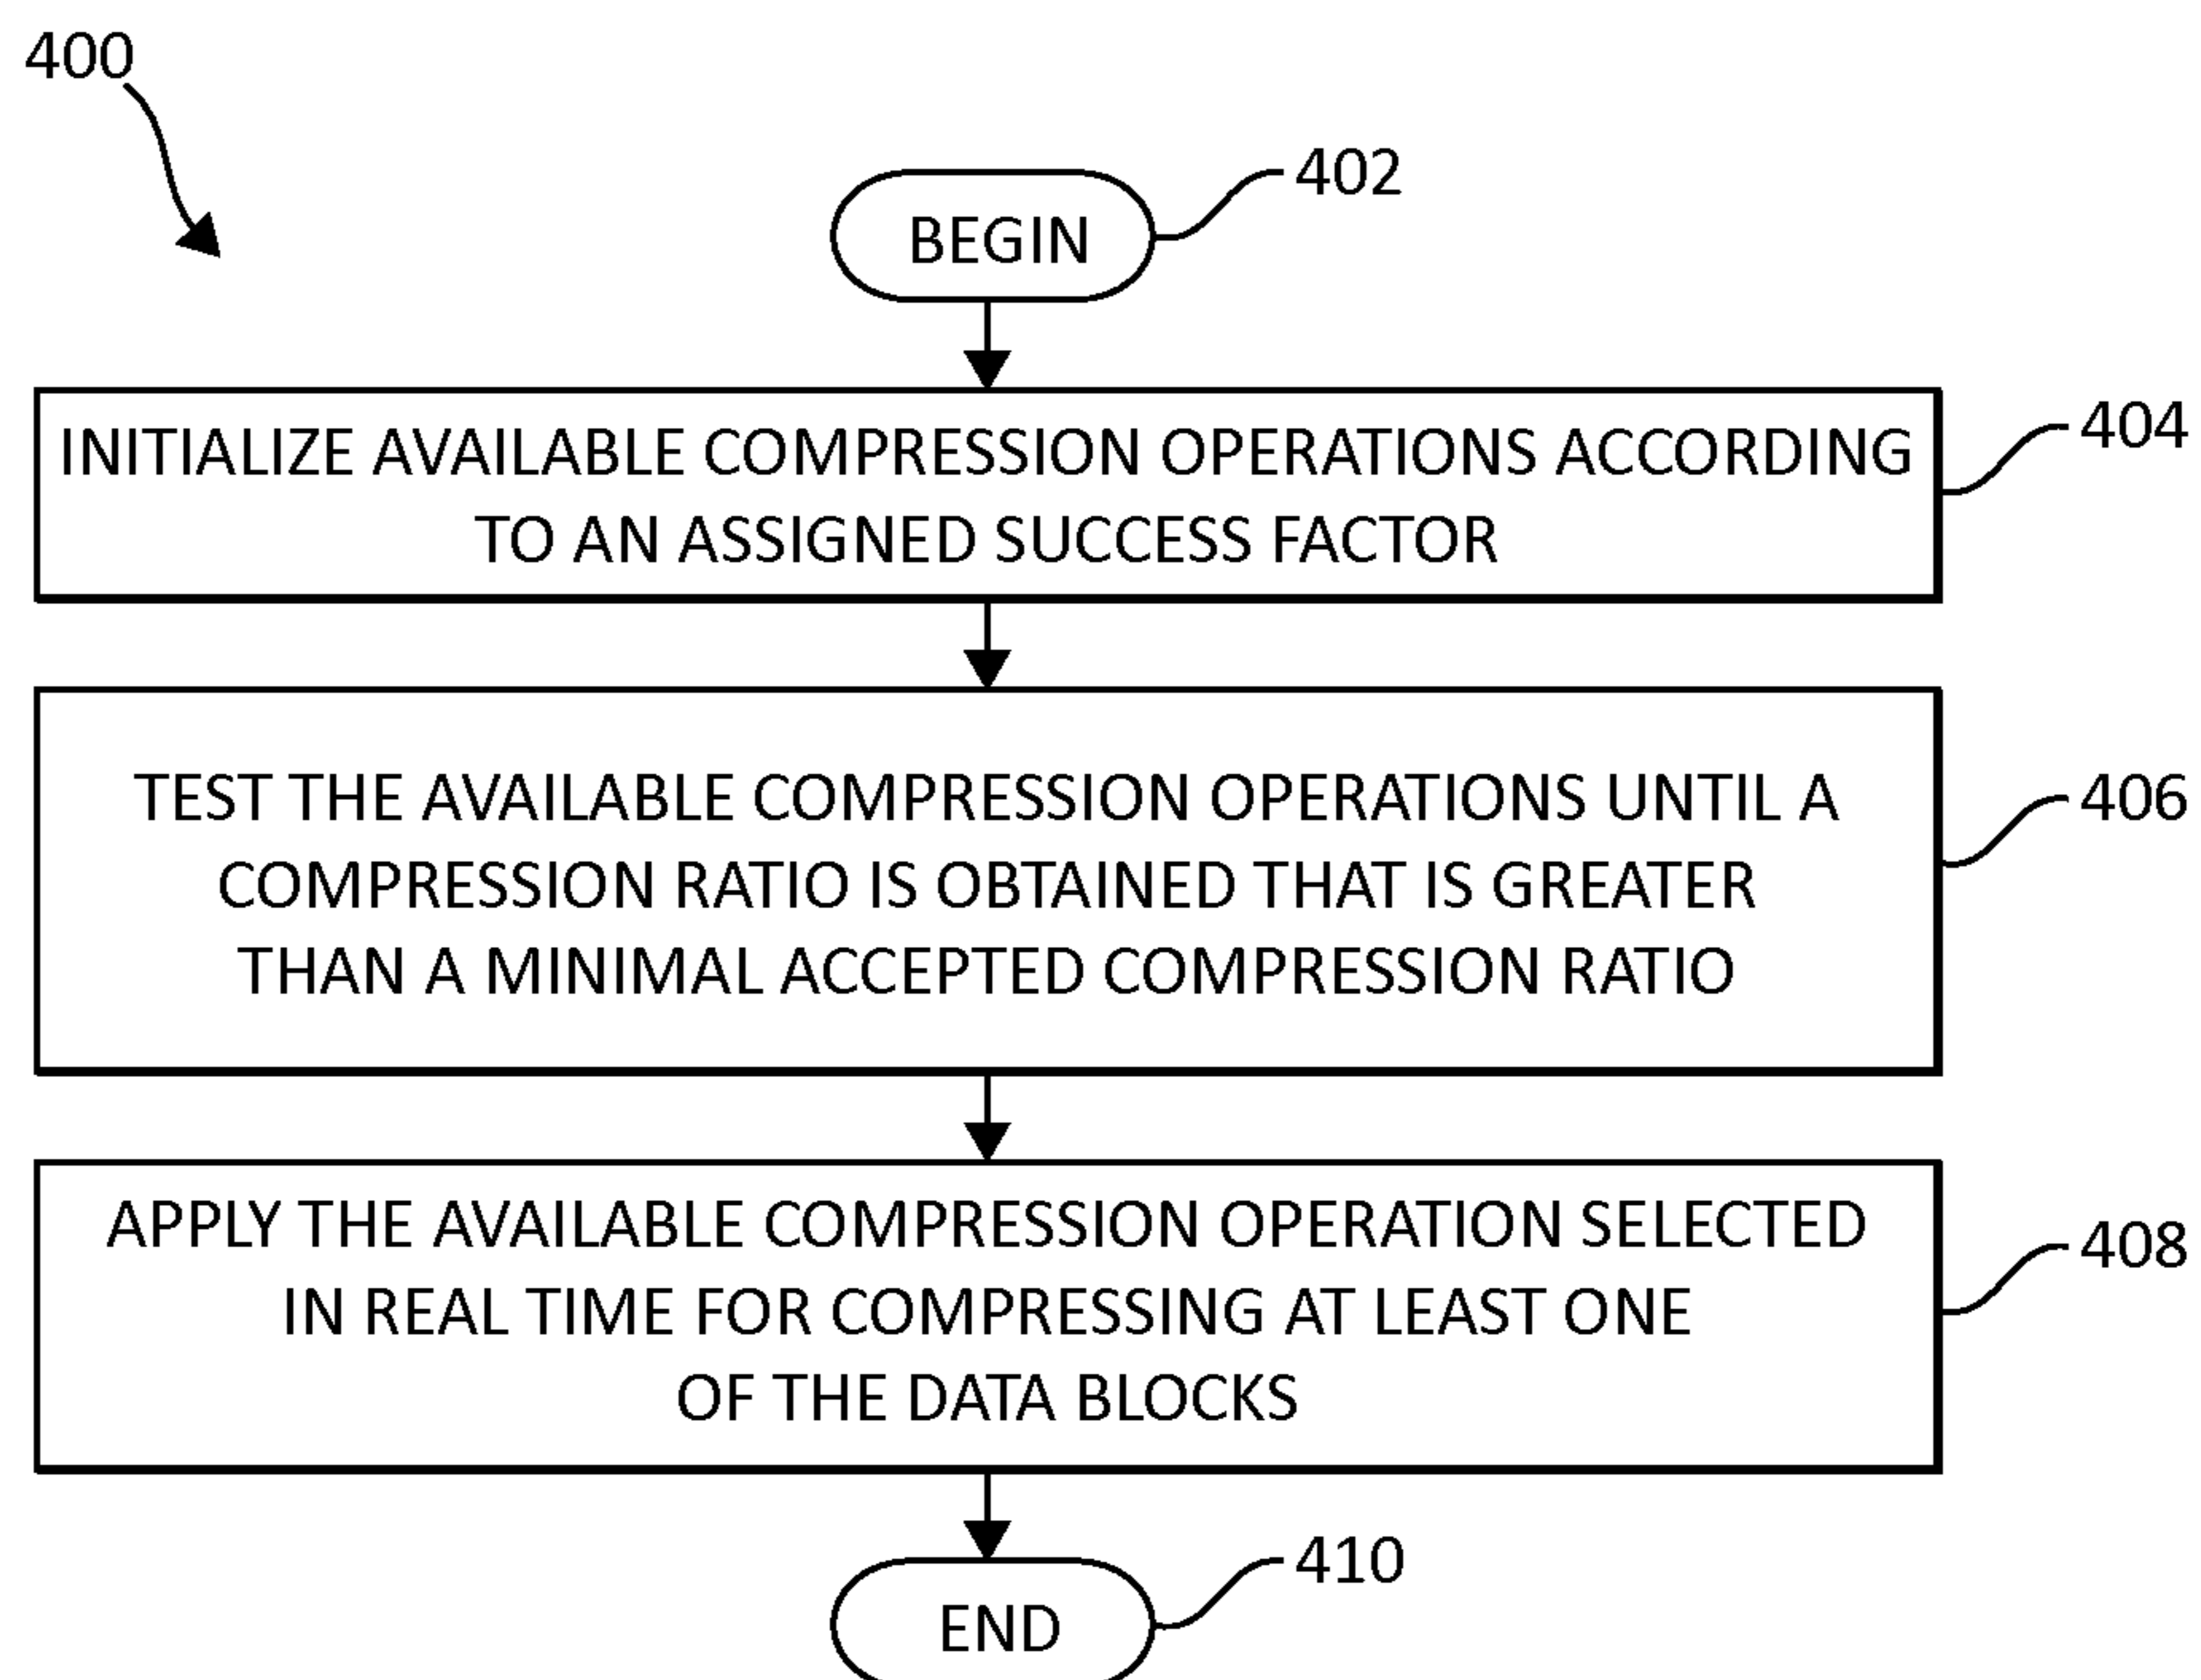 400
BEGIN
402
INITIALIZE AVAILABLE COMPRESSION OPERATIONS ACCORDING
TO AN ASSIGNED SUCCESS FACTOR
404
TEST THE AVAILABLE COMPRESSION OPERATIONS UNTIL A
COMPRESSION RATIO IS OBTAINED THAT IS GREATER
THAN A MINIMAL ACCEPTED COMPRESSION RATIO
406
APPLY THE AVAILABLE COMPRESSION OPERATION SELECTED
IN REAL TIME FOR COMPRESSING AT LEAST ONE
OF THE DATA BLOCKS
408
END
410